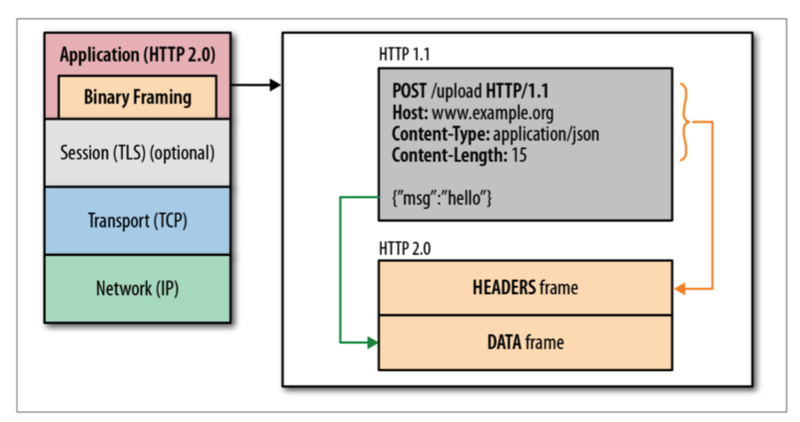 Application (HTTP 2.0)
Binary Framing
Session (TLS) (optional)
Transport (TCP)
Network (IP)
HTTP 1.1
POST /upload HTTP/1.1
Host: www.example.org
Content-Type: application/json
Content-Length: 15
{"msg":"hello"}
HTTP 2.0
HEADERS frame
DATA frame